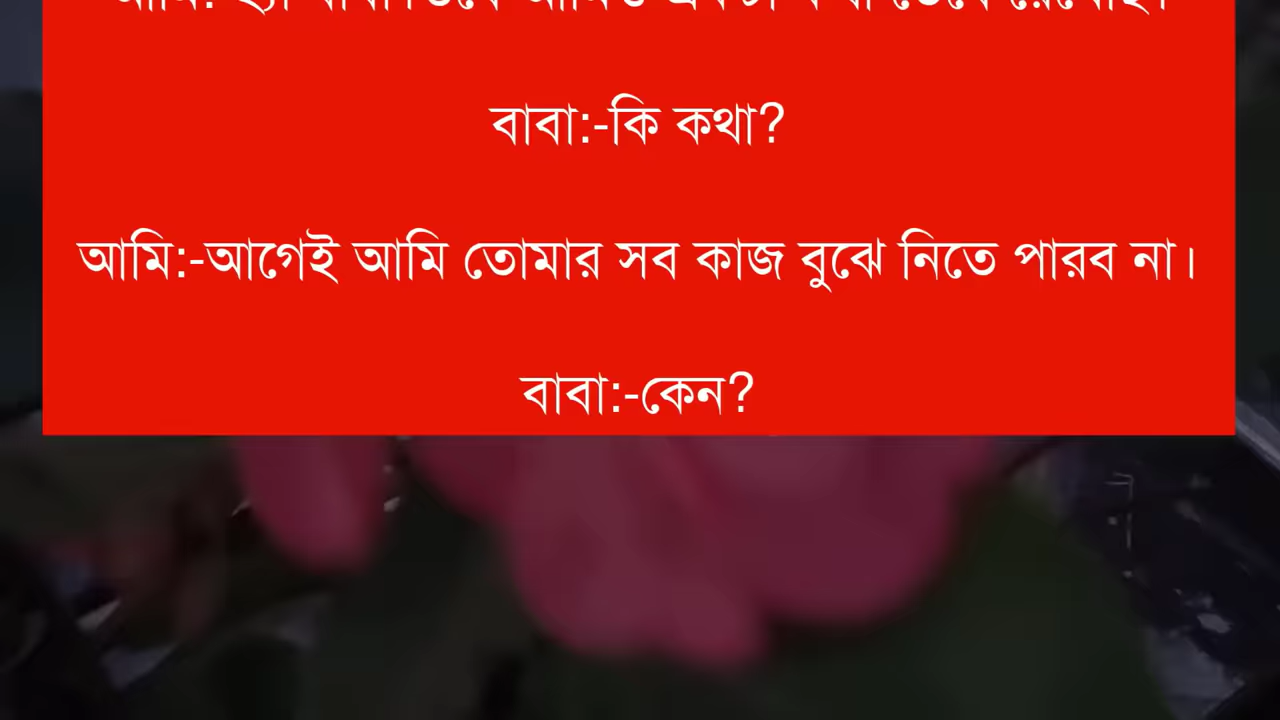 বাবা:-কি কথা?
আমি:-আগেই আমি তোমার সব কাজ বুঝে নিতে পারব না।
বাবা:-কেন?